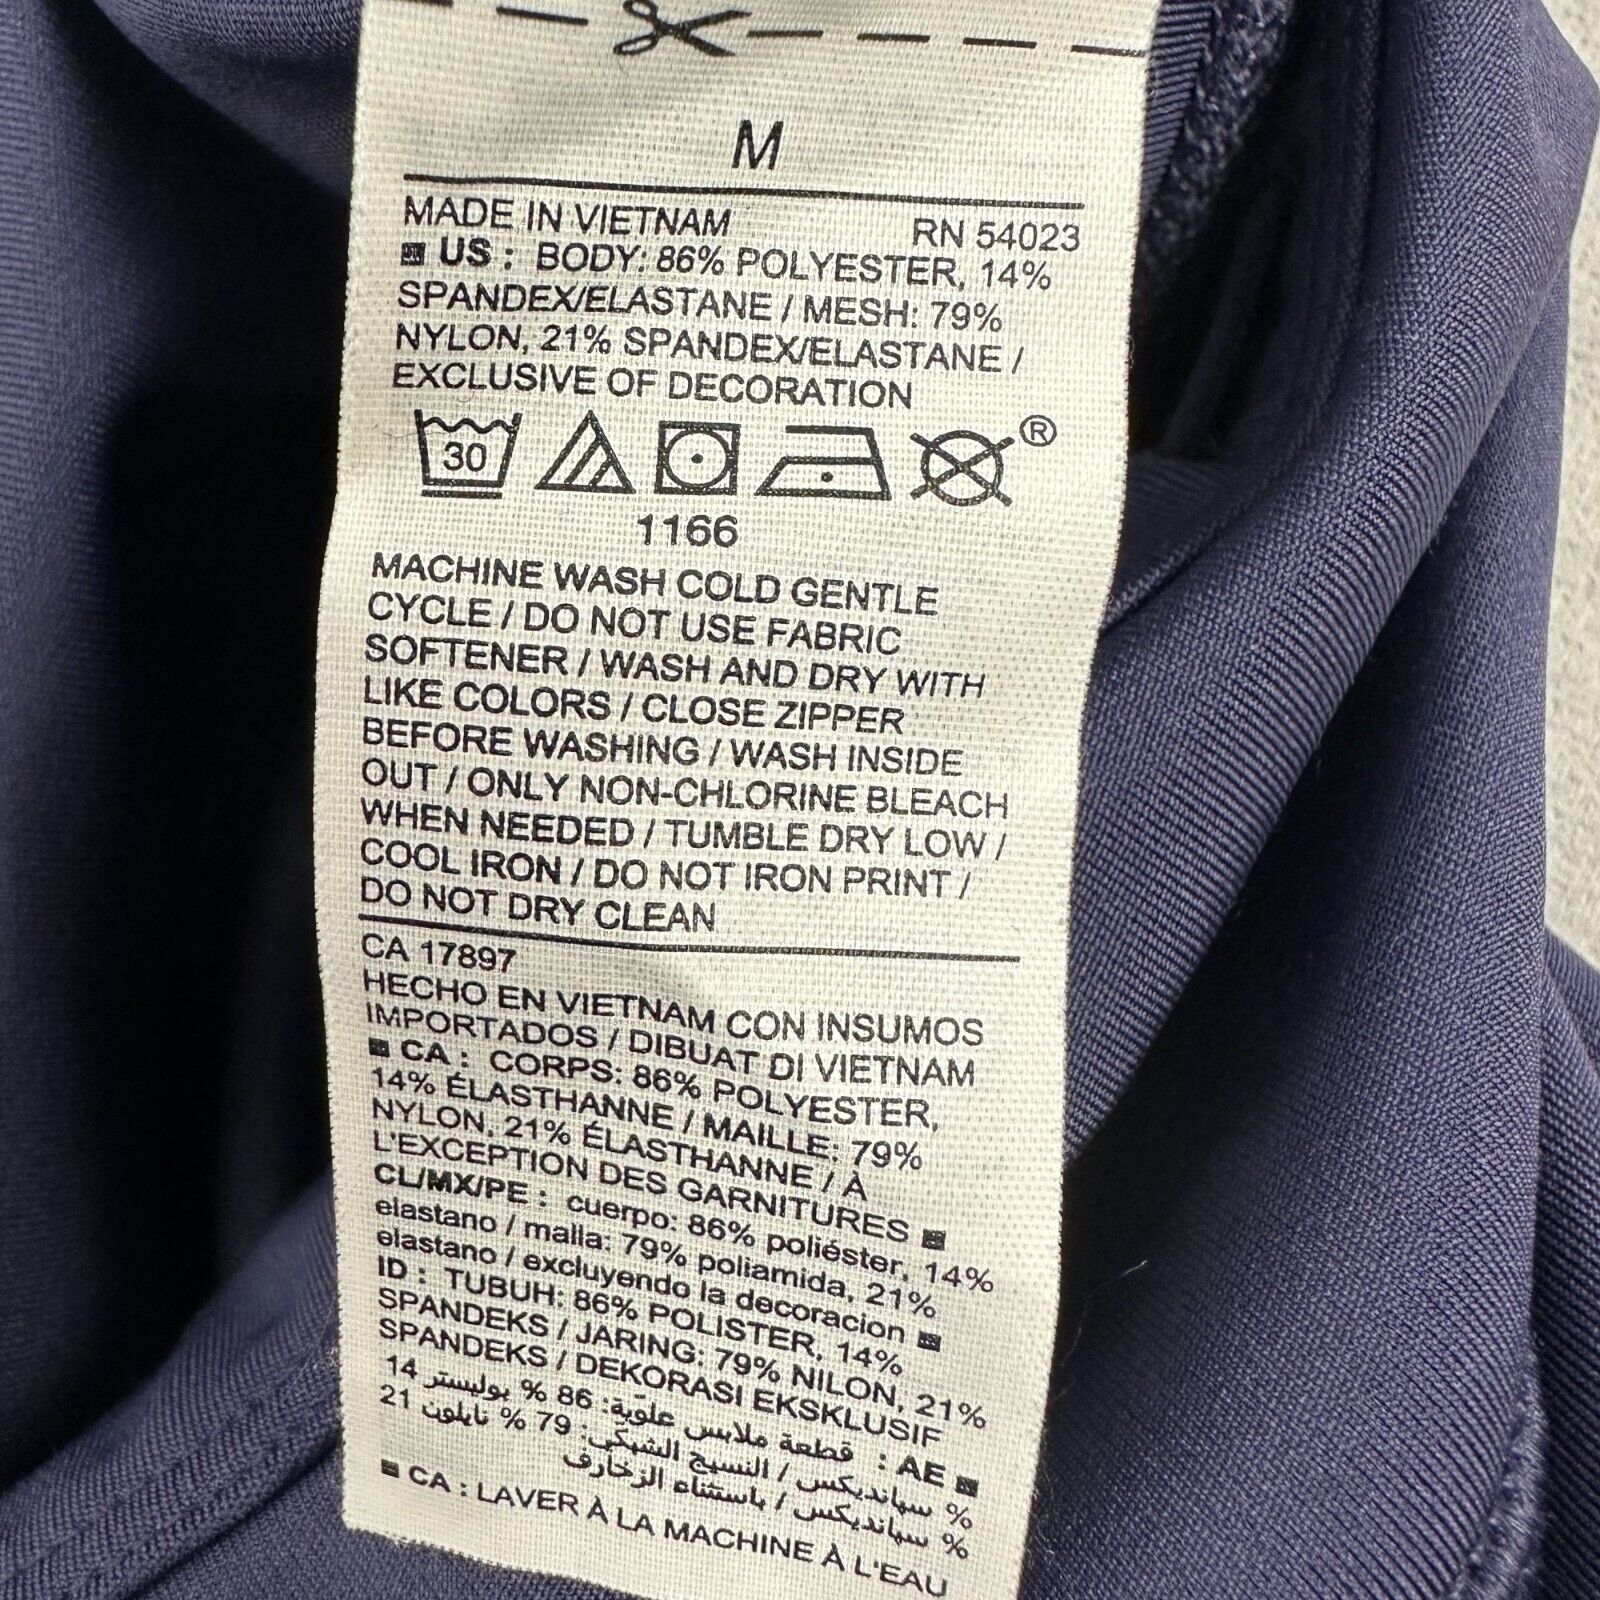 M
MADE IN VIETNAM RN 54023
US : BODY: 86% POLYESTER, 14%
SPANDEX/ELASTANE / MESH: 79%
NYLON, 21% SPANDEX/ELASTANE /
EXCLUSIVE OF DECORATION
30 ®
1166
MACHINE WASH COLD GENTLE
CYCLE / DO NOT USE FABRIC
SOFTENER / WASH AND DRY WITH
LIKE COLORS / CLOSE ZIPPER
BEFORE WASHING / WASH INSIDE
OUT / ONLY NON-CHLORINE BLEACH
WHEN NEEDED / TUMBLE DRY LOW /
COOL IRON / DO NOT IRON PRINT /
DO NOT DRY CLEAN
CA 17897
HECHO EN VIETNAM CON INSUMOS
IMPORTADOS / DIBUAT DI VIETNAM
CA : CORPS: 86% POLYESTER,
14% ÉLASTHANNE / MAILLE: 79%
NYLON, 21% ÉLASTHANNE / À
L'EXCEPTION DES GARNITURES
CL/MX/PE : cuerpo: 86% poliéster, 14%
elastano / malla: 79% poliamida, 21%
elastano / excluyendo la decoracion
ID : TUBUH: 86% POLISTER, 14%
SPANDEKS / JARING: 79% NILON, 21%
SPANDEKS / DEKORASI EKSKLUSIF
AE : قطعة ملابس علوية: 86 % بوليستر 14
% سباندیکس / النسيج الشبكي: 79 % نايلون 21
% سباندیکس / باستثناء الزخارف
CA : LAVER À LA MACHINE À L'EAU